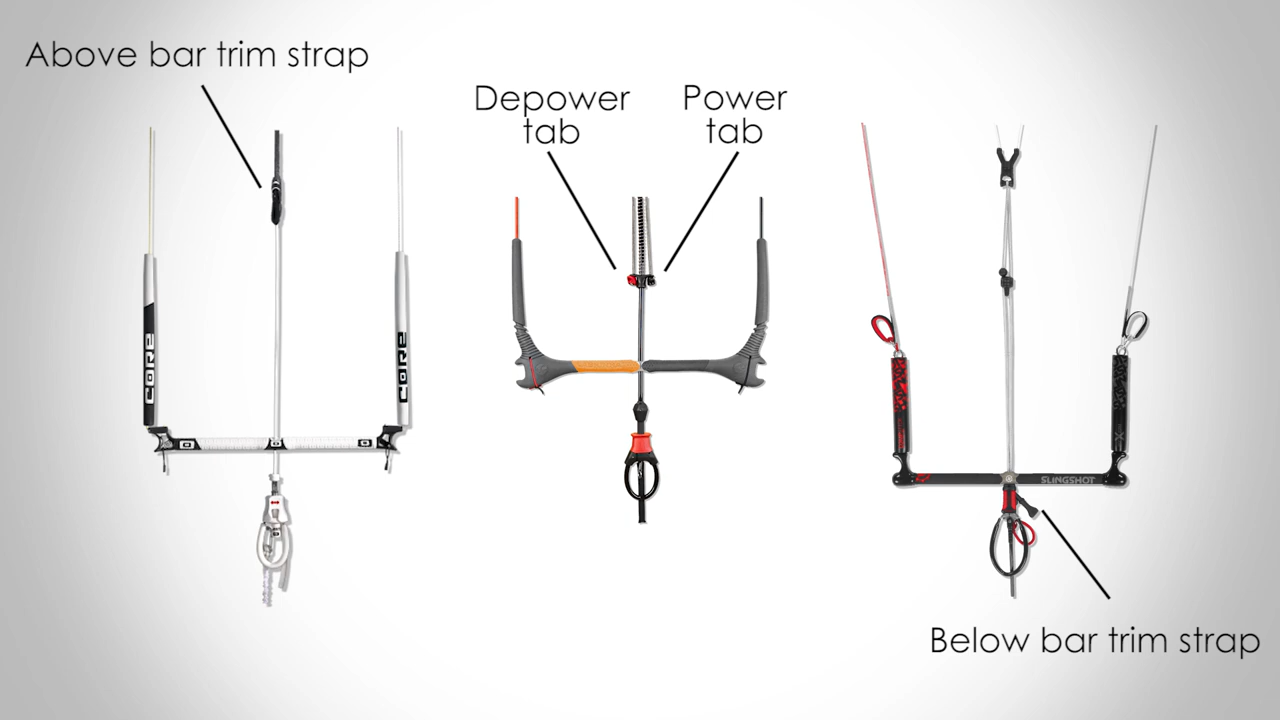 Above bar trim strap
Depower
tab
Power
tab
CORE
CORE
SLINGSHOT
Below bar trim strap